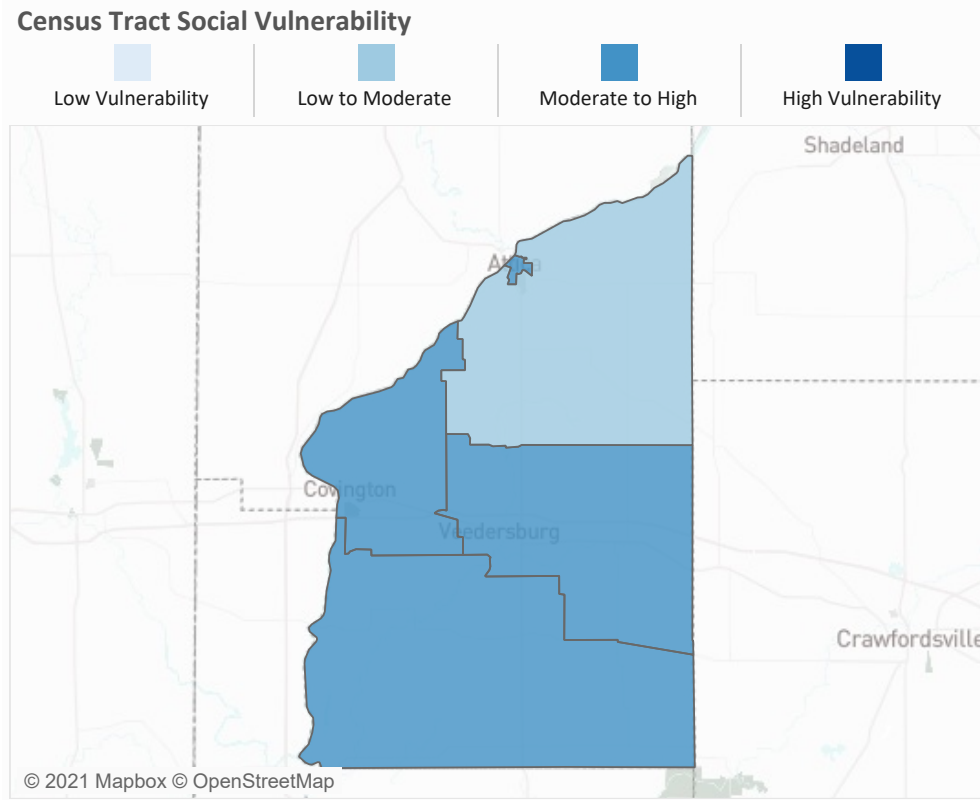 Census Tract Social Vulnerability
Low Vulnerability
Low to Moderate
Moderate to High
High Vulnerability
Shadeland
Covington
Veedersburg
Crawfordsville
© 2021 Mapbox © OpenStreetMap